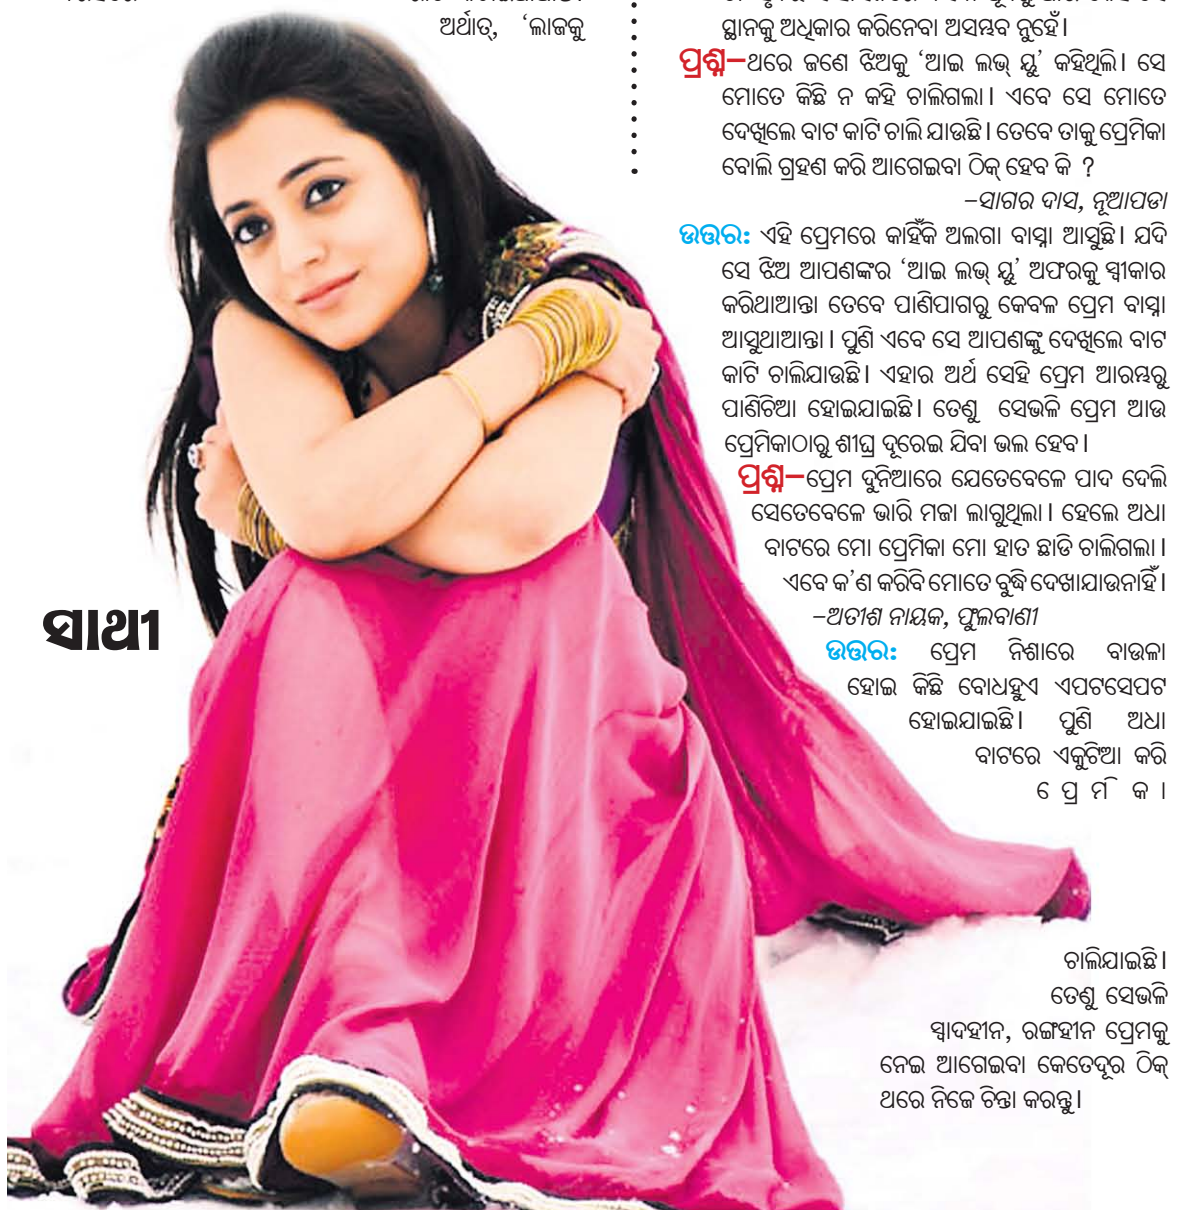 ଅର୍ଥାତ୍, ‘ଲାଜକୁ
ସାଥୀ
ସ୍ଥାନକୁ ଅଧିକାର କରିନେବା ଅସମ୍ଭବ ନୁହେଁ।
ପ୍ରଶ୍ନ–ଥରେ ଜଣେ ଝିଅକୁ ‘ଆଇ ଲଭ୍ ୟୁ’ କହିଥିଲି। ସେ
ମୋତେ କିଛି ନ କହି ଚାଲିଗଲା। ଏବେ ସେ ମୋତେ
ଦେଖିଲେ ବାଟ କାଟି ଚାଲି ଯାଉଛି। ତେବେ ତାକୁ ପ୍ରେମିକା
ବୋଲି ଗ୍ରହଣ କରି ଆଗେଇବା ଠିକ୍ ହେବ କି ?
–ସାଗର ଦାସ, ନୂଆପଡା
ଉତ୍ତର: ଏହି ପ୍ରେମରେ କାହିଁକି ଅଲଗା ବାସ୍ନା ଆସୁଛି। ଯଦି
ସେ ଝିଅ ଆପଣଙ୍କର ‘ଆଇ ଲଭ୍ ୟୁ’ ଅଫରକୁ ସ୍ୱୀକାର
କରିଥାଆନ୍ତା ତେବେ ପାଣିପାଗରୁ କେବଳ ପ୍ରେମ ବାସ୍ନା
ଆସୁଥାଆନ୍ତା। ପୁଣି ଏବେ ସେ ଆପଣଙ୍କୁ ଦେଖିଲେ ବାଟ
କାଟି ଚାଲିଯାଉଛି। ଏହାର ଅର୍ଥ ସେହି ପ୍ରେମ ଆରମ୍ଭରୁ
ପାଣିଚିଆ ହୋଇଯାଇଛି। ତେଣୁ ସେଭଳି ପ୍ରେମ ଆଉ
ପ୍ରେମିକାଠାରୁ ଶୀଘ୍ର ଦୂରେଇ ଯିବା ଭଲ ହେବ।
ପ୍ରଶ୍ନ–ପ୍ରେମ ଦୁନିଆରେ ଯେତେବେଳେ ପାଦ ଦେଲି
ସେତେବେଳେ ଭାରି ମଜା ଲାଗୁଥିଲା। ହେଲେ ଅଧା
ବାଟରେ ମୋ ପ୍ରେମିକା ମୋ ହାତ ଛାଡି ଚାଲିଗଲା।
ଏବେ କ’ଣ କରିବି ମୋତେ ବୁଦ୍ଧି ଦେଖାଯାଉନାହିଁ।
–ଅତୀଶ ନାୟକ, ଫୁଲବାଣୀ
ଉତ୍ତର: ପ୍ରେମ ନିଶାରେ ବାଉଳା
ହୋଇ କିଛି ବୋଧହୁଏ ଏପଟସେପଟ
ହୋଇଯାଇଛି। ପୁଣି ଅଧା
ବାଟରେ ଏକୁଟିଆ କରି
ପ୍ରେମିକା
ଚାଲିଯାଇଛି।
ତେଣୁ ସେଭଳି
ସ୍ୱାଦହୀନ, ରଙ୍ଗହୀନ ପ୍ରେମକୁ
ନେଇ ଆଗେଇବା କେତେଦୂର ଠିକ୍
ଥରେ ନିଜେ ଚିନ୍ତା କରନ୍ତୁ।